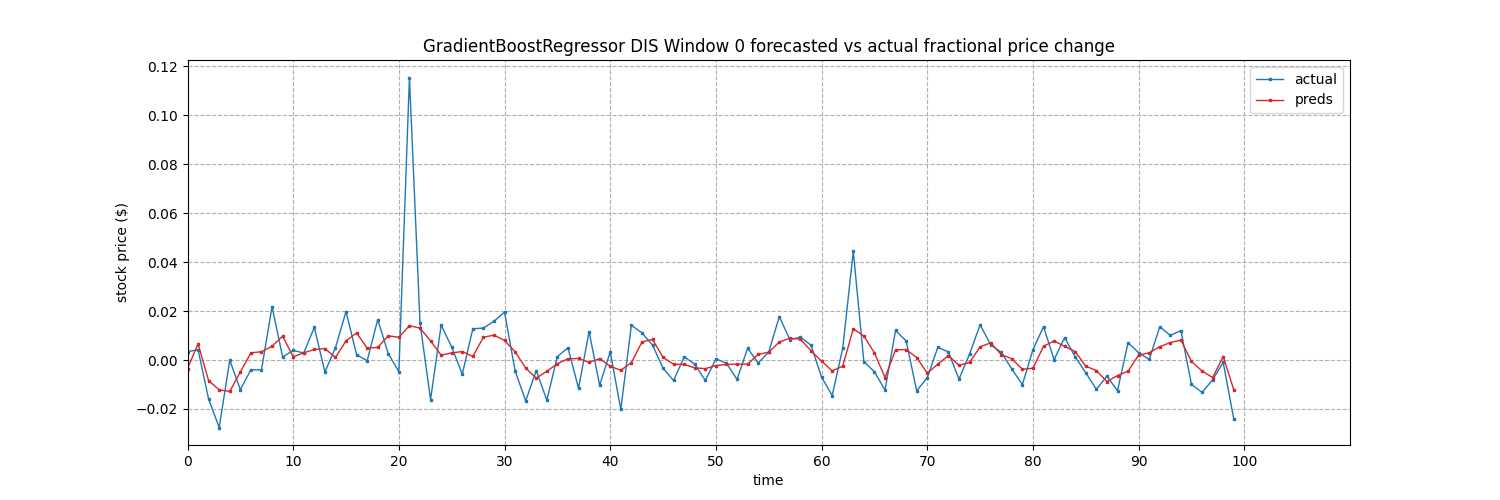 GradientBoostRegressor DIS Window 0 forecasted vs actual fractional price change
actual
preds
stock price ($)
0.12
0.10
0.08
0.06
0.04
0.02
0.00
−0.02
0 10 20 30 40 50 60 70 80 90 100
time